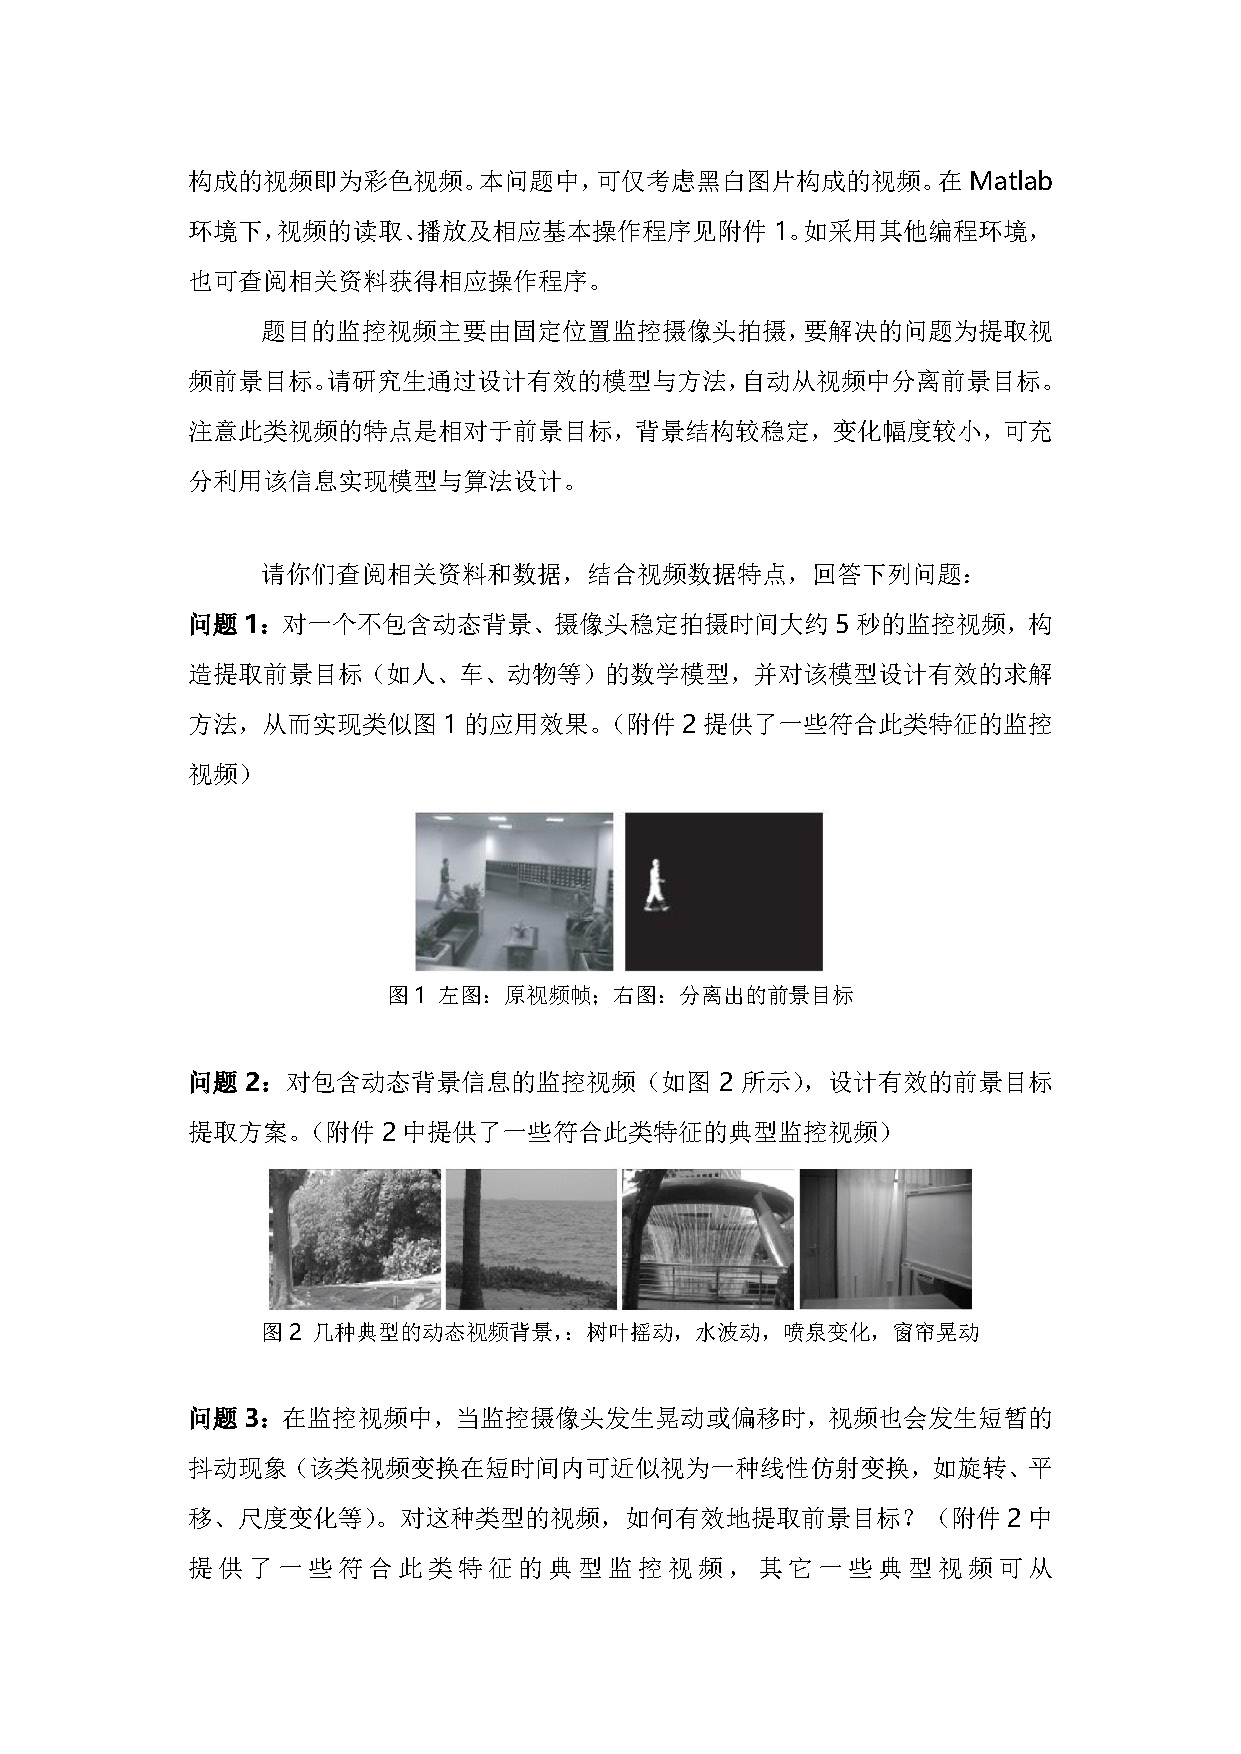 构成的视频即为彩色视频。本问题中，可仅考虑黑白图片构成的视频。在 Matlab
环境下，视频的读取、播放及相应基本操作程序见附件 1。如采用其他编程环境，
也可查阅相关资料获得相应操作程序。
题目的监控视频主要由固定位置监控摄像头拍摄，要解决的问题为提取视
频前景目标。请研究生通过设计有效的模型与方法，自动从视频中分离前景目标。
注意此类视频的特点是相对于前景目标，背景结构较稳定，变化幅度较小，可充
分利用该信息实现模型与算法设计。
请你们查阅相关资料和数据，结合视频数据特点，回答下列问题：
问题 1：对一个不包含动态背景、摄像头稳定拍摄时间大约 5 秒的监控视频，构
造提取前景目标（如人、车、动物等）的数学模型，并对该模型设计有效的求解
方法，从而实现类似图 1 的应用效果。（附件 2 提供了一些符合此类特征的监控
视频）
图 1 左图：原视频帧；右图：分离出的前景目标
问题 2：对包含动态背景信息的监控视频（如图 2 所示），设计有效的前景目标
提取方案。（附件 2 中提供了一些符合此类特征的典型监控视频）
图 2 几种典型的动态视频背景，：树叶摇动，水波动，喷泉变化，窗帘晃动
问题 3：在监控视频中，当监控摄像头发生晃动或偏移时，视频也会发生短暂的
抖动现象（该类视频变换在短时间内可近似视为一种线性仿射变换，如旋转、平
移、尺度变化等）。对这种类型的视频，如何有效地提取前景目标？（附件 2 中
提供了一些符合此类特征的典型监控视频，其它一些典型视频可从